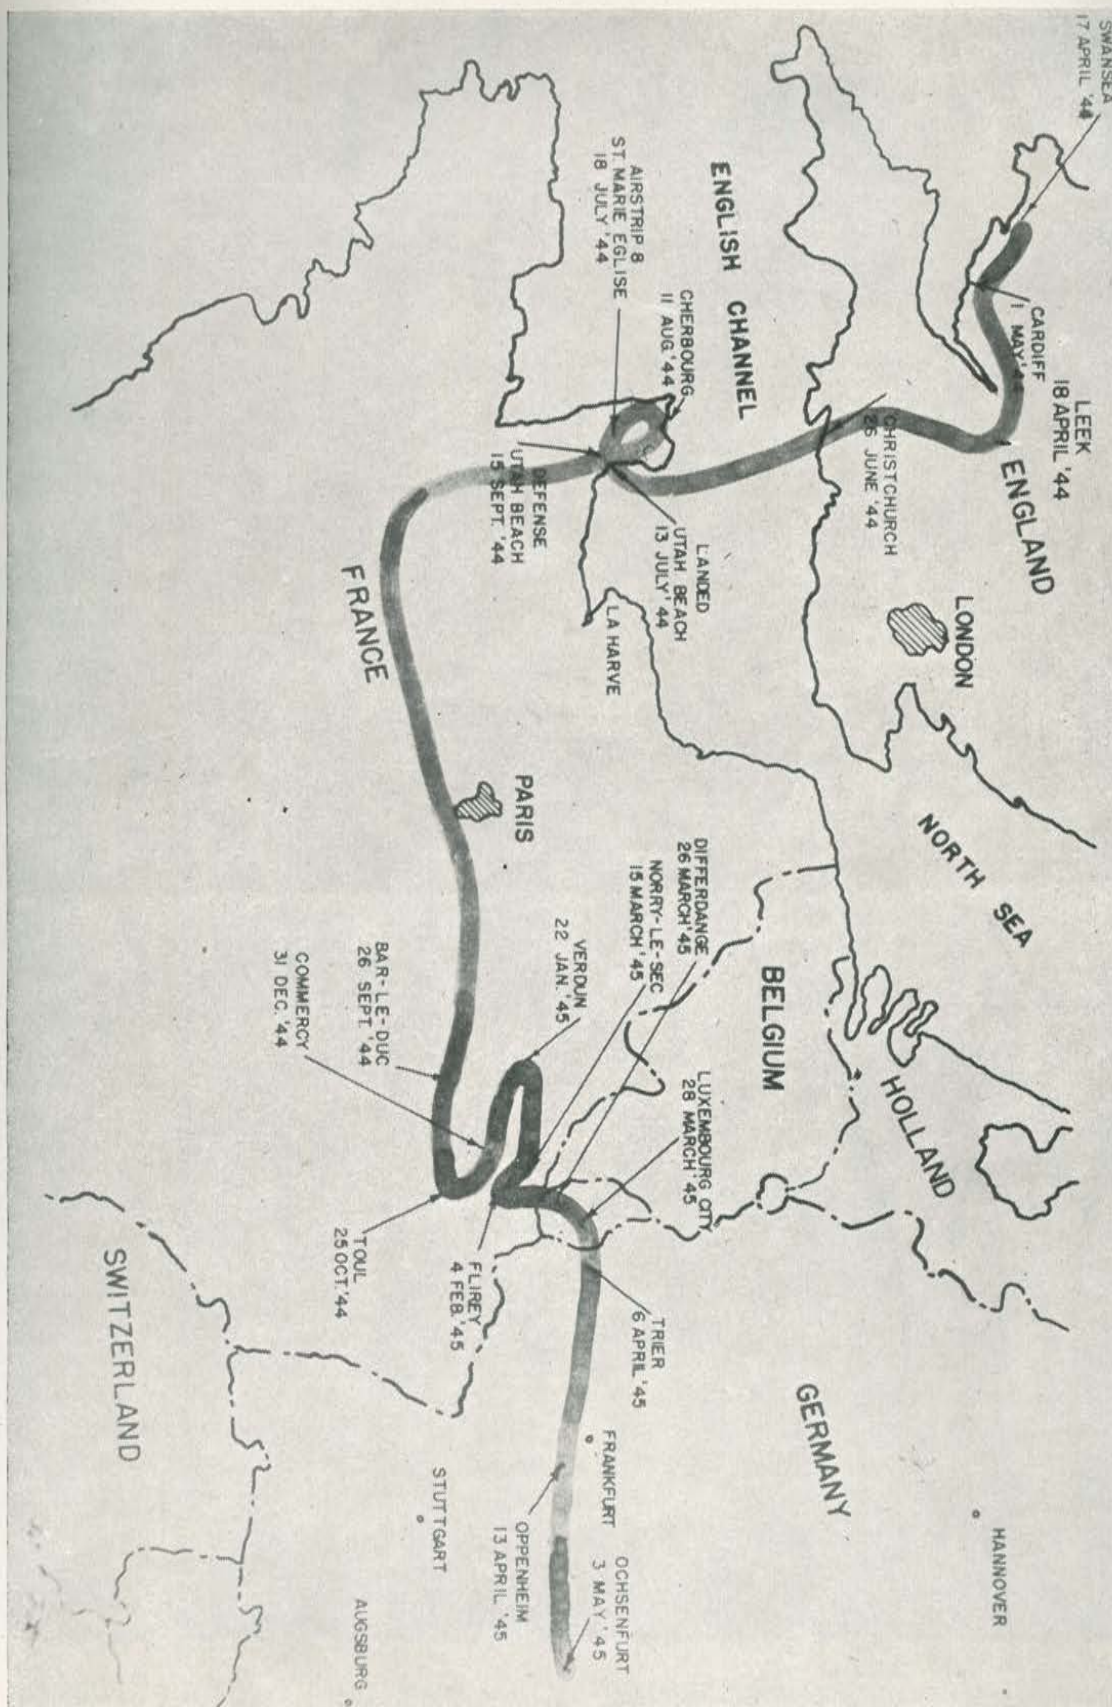 SWANSEA
17 APRIL '44
CARDIFF
1 MAY '44
LEEK
18 APRIL '44
ENGLAND
LONDON
CHRISTCHURCH
26 JUNE '44
NORTH SEA
ENGLISH CHANNEL
CHERBOURG
11 AUG '44
AIRSTRIP 8
ST. MARIE EGLISE
18 JULY '44
LANDED
UTAH BEACH
13 JULY '44
DEFENSE
UTAH BEACH
15 SEPT. '44
LA HARVE
FRANCE
PARIS
HOLLAND
BELGIUM
DIFFERDANGE
26 MARCH '45
NORRY-LE-SEC
15 MARCH '45
LUXEMBOURG CITY
28 MARCH '45
VERDUN
22 JAN. '45
BAR-LE-DUC
26 SEPT. '44
COMMERCY
31 DEC. '44
TOUL
25 OCT. '44
FLIREY
4 FEB. '45
TRIER
6 APRIL '45
GERMANY
HANNOVER
FRANKFURT
OCHSENFURT
3 MAY '45
OPPENHEIM
13 APRIL '45
STUTTGART
AUGSBURG
SWITZERLAND